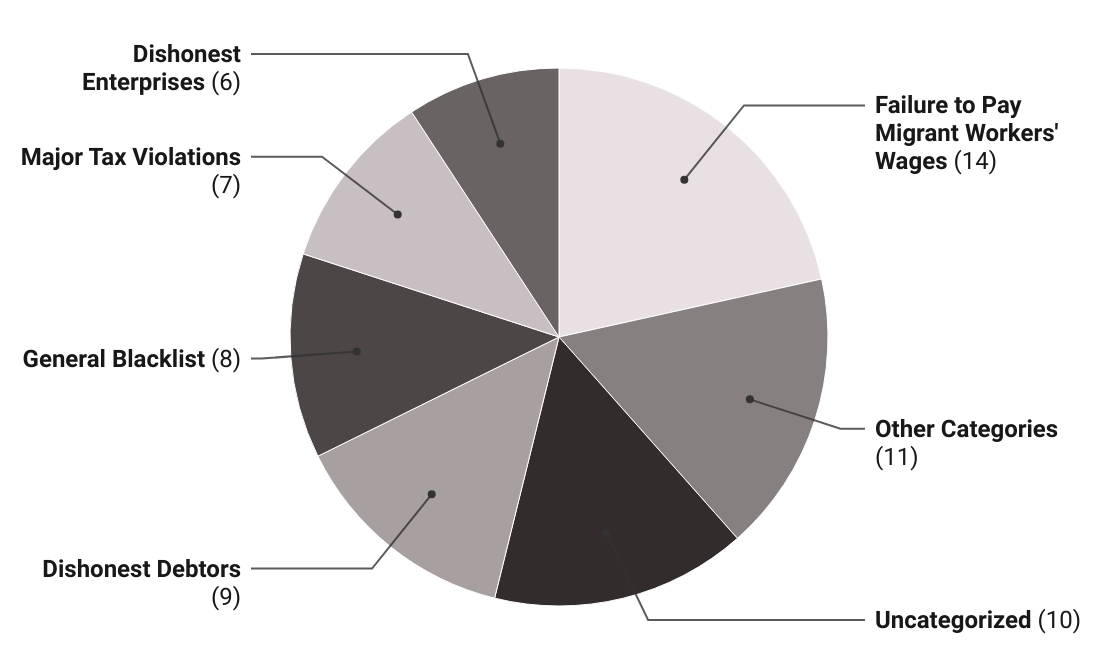 Dishonest
Enterprises (6)
Failure to Pay
Migrant Workers'
Wages (14)
Major Tax Violations
(7)
General Blacklist (8)
Other Categories
(11)
Dishonest Debtors
(9)
Uncategorized (10)